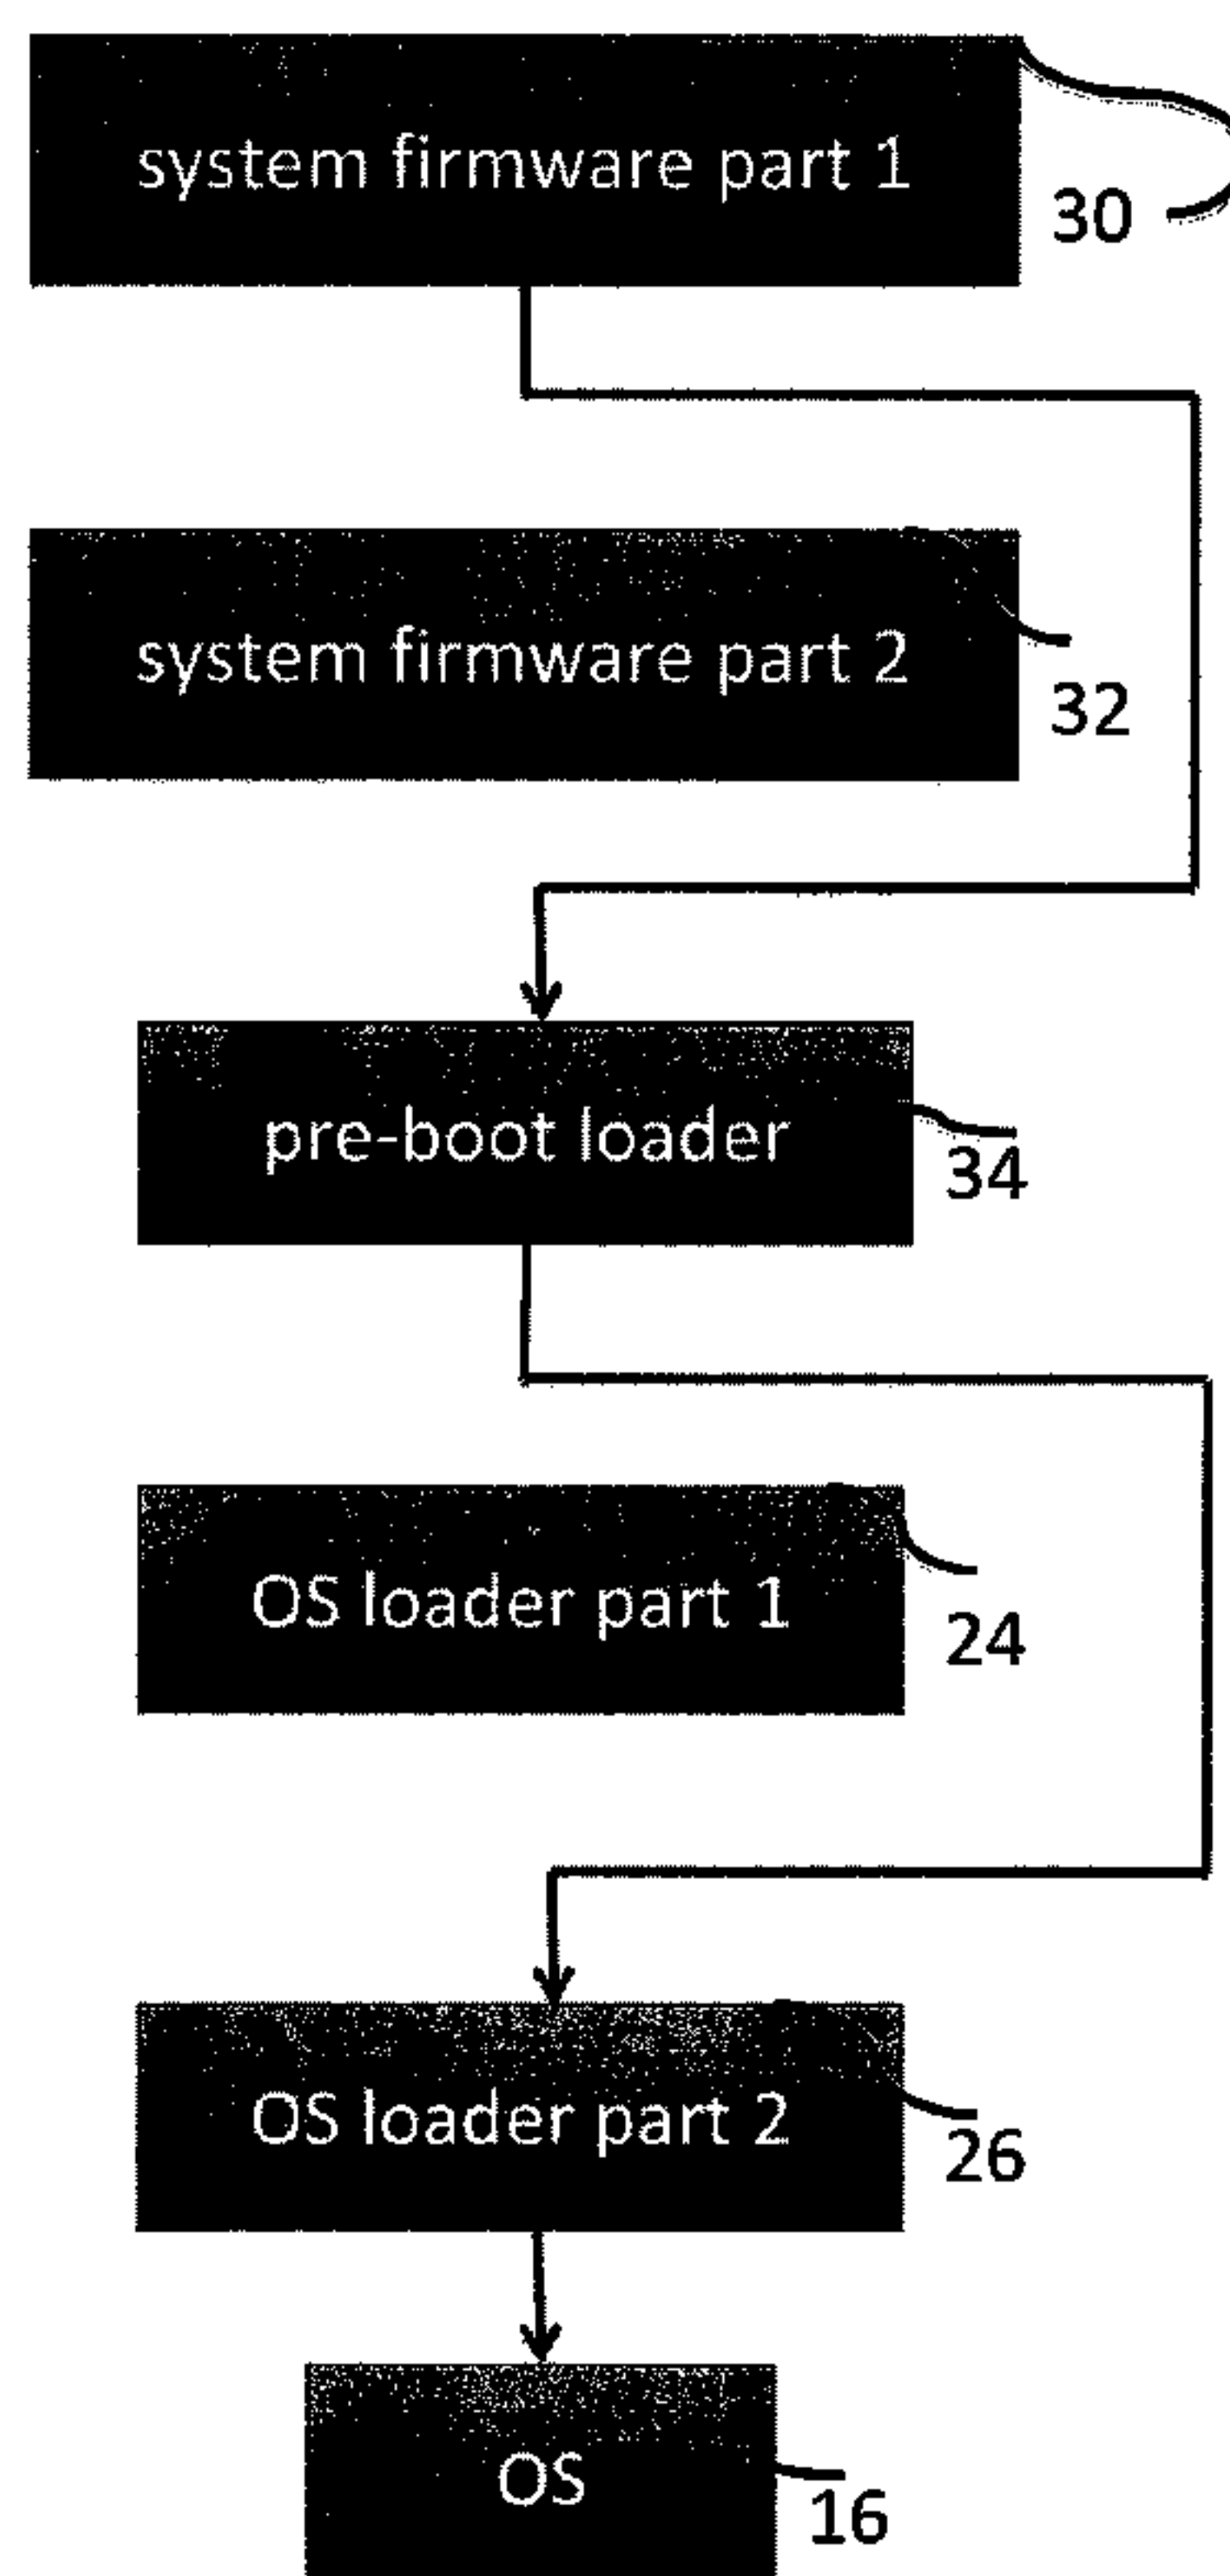 system firmware part 1
30
system firmware part 2
32
pre-boot loader
34
OS loader part 1
24
OS loader part 2
26
OS
16